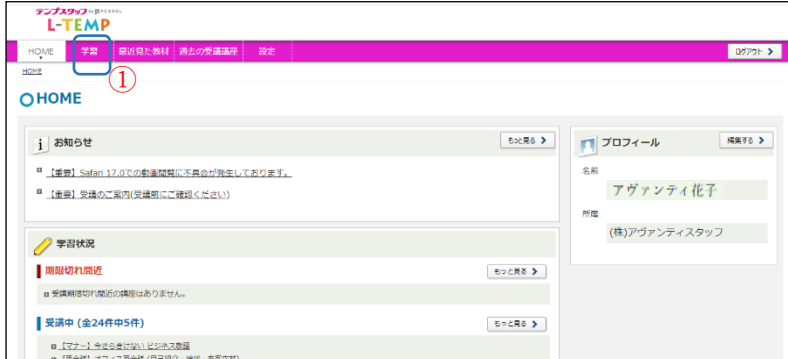 テンプスタッフ by PERSOL
L-TEMP
HOME 学習 最近見た教材 過去の受講講座 設定 ログアウト
HOME
①
HOME
お知らせ もっと見る
【重要】Safari 17.0での動画閲覧に不具合が発生しております。
【重要】受講のご案内(受講前にご確認ください)
プロフィール 編集する
名前
アヴァンティ花子
所属
(株)アヴァンティスタッフ
学習状況
期限切れ間近 もっと見る
受講期限切れ間近の講座はありません。
受講中 (全24件中5件) もっと見る
【マナー】今さらきけない ビジネス敬語